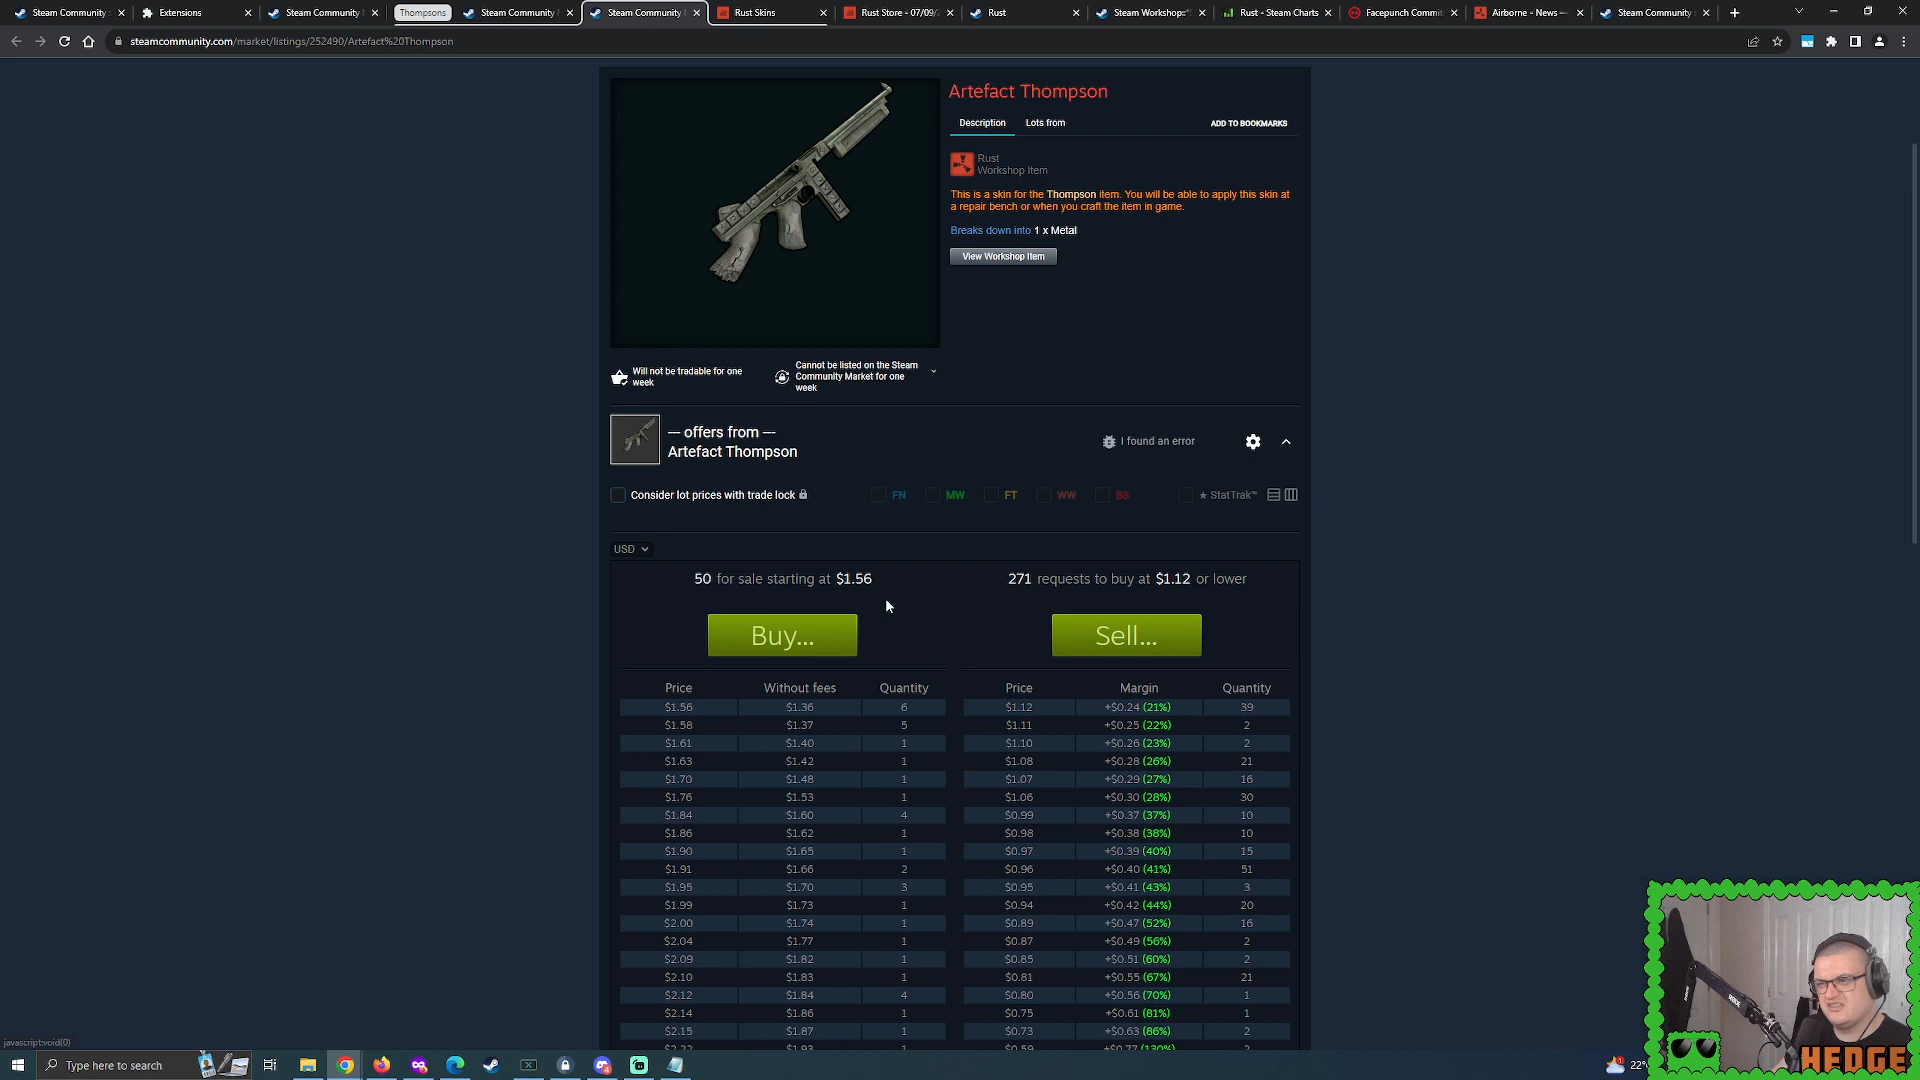 Steam Community
Extensions
Steam Community
Thompsons
Steam Community
Steam Community
Rust Skins
Rust Store - 07/09/
Rust
Steam Workshop:
Rust - Steam Charts
Facepunch Commit
Airborne - News —
Steam Community
steamcommunity.com/market/listings/252490/Artefact%20Thompson
Artefact Thompson
Description Lots from ADD TO BOOKMARKS
Rust
Workshop Item
This is a skin for the Thompson item. You will be able to apply this skin at
a repair bench or when you craft the item in game.
Breaks down into 1 x Metal
View Workshop Item
Will not be tradable for one
week
Cannot be listed on the Steam
Community Market for one
week
--- offers from ---
Artefact Thompson
I found an error
Consider lot prices with trade lock
FN MW FT WW BS ★ StatTrak™
USD
50 for sale starting at $1.56
271 requests to buy at $1.12 or lower
Buy...
Sell...
Price Without fees Quantity Price Margin Quantity
$1.56 $1.36 6 $1.12 +$0.24 (21%) 39
$1.58 $1.37 5 $1.11 +$0.25 (22%) 2
$1.61 $1.40 1 $1.10 +$0.26 (23%) 2
$1.63 $1.42 1 $1.08 +$0.28 (26%) 21
$1.70 $1.48 1 $1.07 +$0.29 (27%) 16
$1.76 $1.53 1 $1.06 +$0.30 (28%) 30
$1.84 $1.60 4 $0.99 +$0.37 (37%) 10
$1.86 $1.62 1 $0.98 +$0.38 (38%) 10
$1.90 $1.65 1 $0.97 +$0.39 (40%) 15
$1.91 $1.66 2 $0.96 +$0.40 (41%) 51
$1.95 $1.70 3 $0.95 +$0.41 (43%) 3
$1.99 $1.73 1 $0.94 +$0.42 (44%) 20
$2.00 $1.74 1 $0.89 +$0.47 (52%) 16
$2.04 $1.77 1 $0.87 +$0.49 (56%) 2
$2.09 $1.82 1 $0.85 +$0.51 (60%) 2
$2.10 $1.83 1 $0.81 +$0.55 (67%) 21
$2.12 $1.84 4 $0.80 +$0.56 (70%) 1
$2.14 $1.86 1 $0.75 +$0.61 (81%) 1
$2.15 $1.87 1 $0.73 +$0.63 (86%) 2
$2.22 $1.93 1 $0.59 +$0.77 (130%) 2
javascript:void(0)
Type here to search
22°
HEDGE